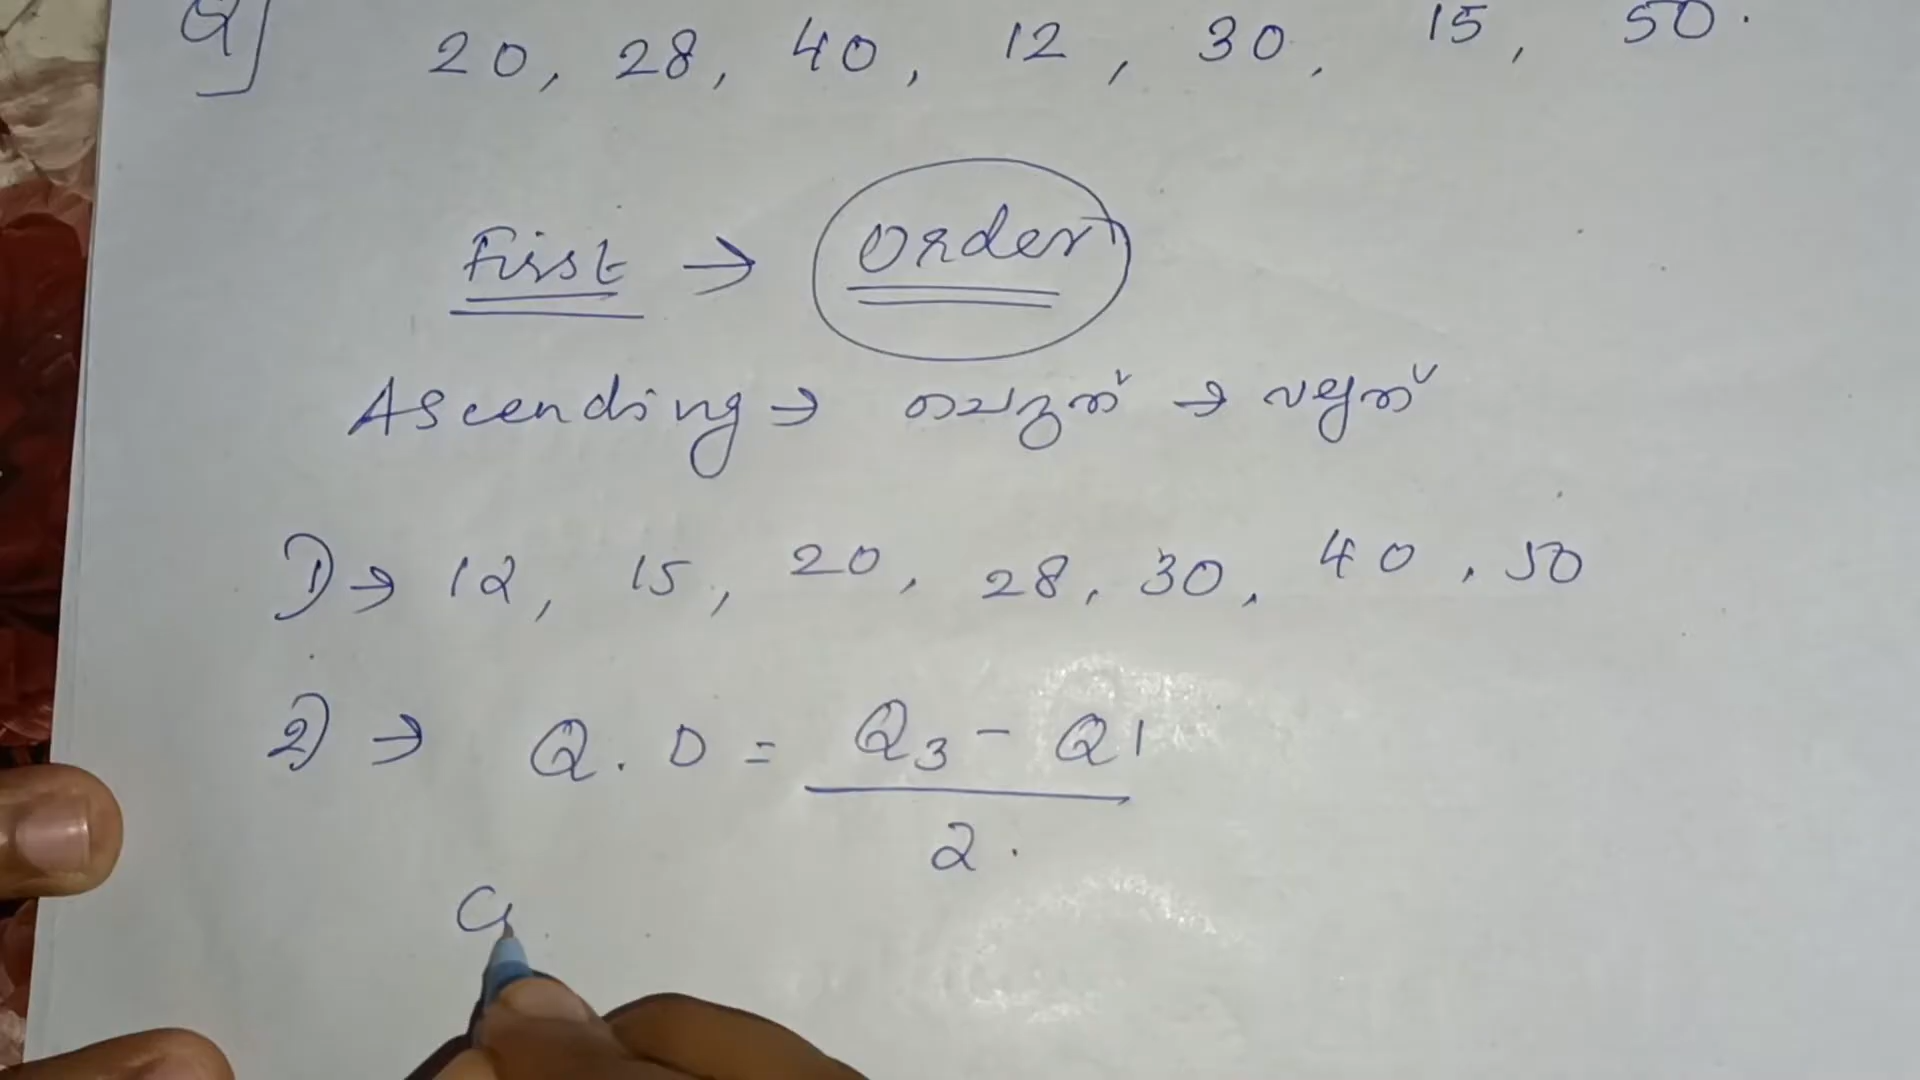 Q] 20, 28, 40, 12, 30, 15, 50.
First → Order
Ascending → ചെറുത് → വലുത്
1) → 12, 15, 20, 28, 30, 40, 50
2) → Q.D = Q3 - Q1
2.